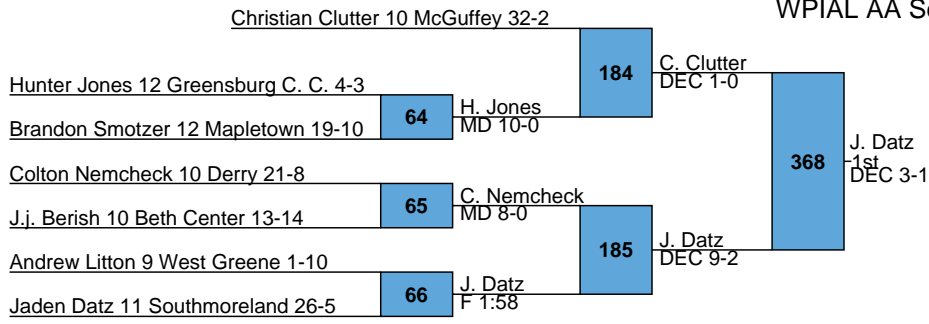 WPIAL AA Se
Christian Clutter 10 McGuffey 32-2
184
C. Clutter
DEC 1-0
Hunter Jones 12 Greensburg C. C. 4-3
64
H. Jones
MD 10-0
Brandon Smotzer 12 Mapletown 19-10
368
J. Datz
1st
DEC 3-1
Colton Nemcheck 10 Derry 21-8
65
C. Nemcheck
MD 8-0
J.j. Berish 10 Beth Center 13-14
185
J. Datz
DEC 9-2
Andrew Litton 9 West Greene 1-10
66
J. Datz
F 1:58
Jaden Datz 11 Southmoreland 26-5